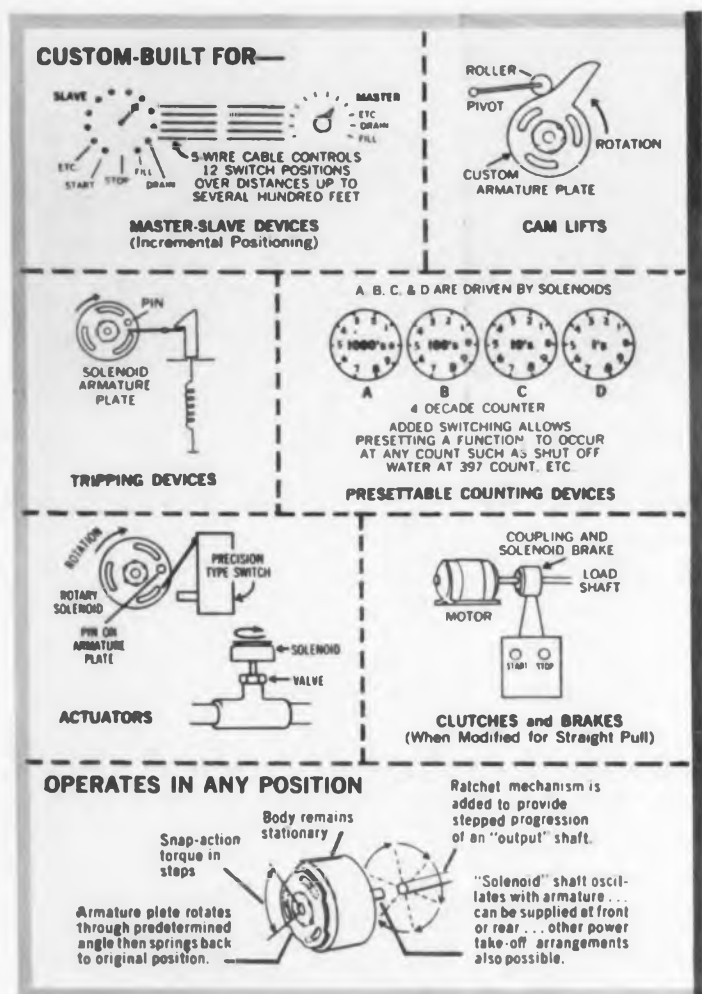 CUSTOM-BUILT FOR—
SLAVE
MASTER
ETC
DRAIN
FILL
ETC.
START
STOP
FILL
DRAIN
5-WIRE CABLE CONTROLS
12 SWITCH POSITIONS
OVER DISTANCES UP TO
SEVERAL HUNDRED FEET
MASTER-SLAVE DEVICES
(Incremental Positioning)
ROLLER
PIVOT
ROTATION
CUSTOM
ARMATURE PLATE
CAM LIFTS
PIN
SOLENOID
ARMATURE
PLATE
TRIPPING DEVICES
A, B, C, & D ARE DRIVEN BY SOLENOIDS
1000's
100's
10's
1's
A B C D
4 DECADE COUNTER
ADDED SWITCHING ALLOWS
PRESETTING A FUNCTION TO OCCUR
AT ANY COUNT SUCH AS SHUT OFF
WATER AT 397 COUNT, ETC
PRESETTABLE COUNTING DEVICES
ROTATION
ROTARY
SOLENOID
PIN ON
ARMATURE
PLATE
PRECISION
TYPE SWITCH
SOLENOID
VALVE
ACTUATORS
COUPLING AND
SOLENOID BRAKE
LOAD
SHAFT
MOTOR
START STOP
CLUTCHES and BRAKES
(When Modified for Straight Pull)
OPERATES IN ANY POSITION
Snap-action
torque in
steps
Body remains
stationary
Ratchet mechanism is
added to provide
stepped progression
of an "output" shaft.
Armature plate rotates
through predetermined
angle then springs back
to original position.
"Solenoid" shaft oscil-
lates with armature . . .
can be supplied at front
or rear . . . other power
take-off arrangements
also possible.